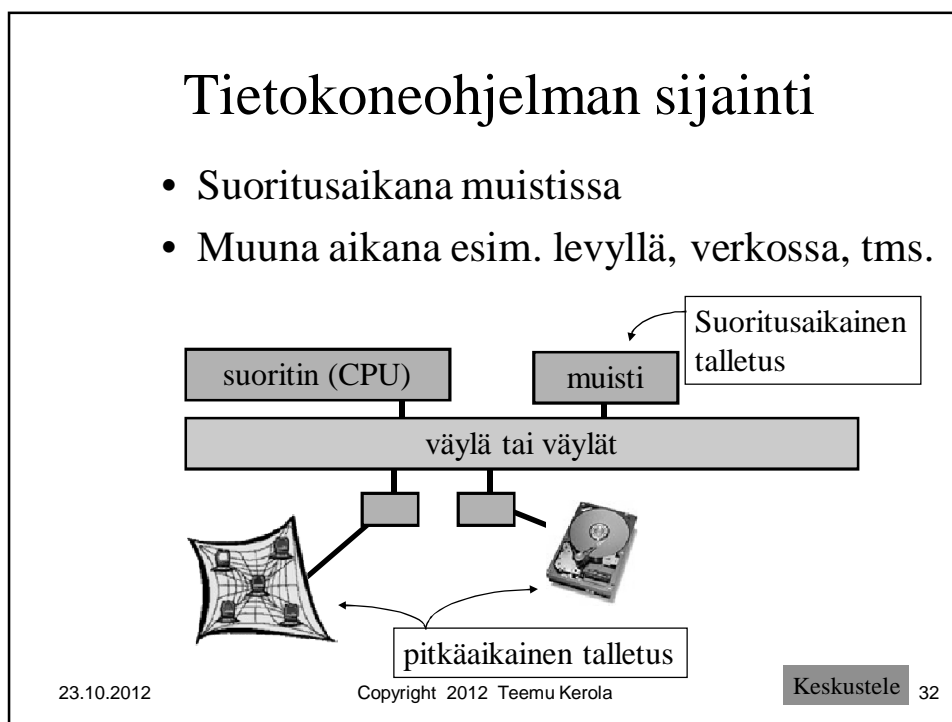 Tietokoneohjelman sijainti
• Suoritusaikana muistissa
• Muuna aikana esim. levyllä, verkossa, tms.
Suoritusaikainen
talletus
suoritin (CPU)
muisti
väylä tai väylät
pitkäaikainen talletus
23.10.2012
Copyright 2012 Teemu Kerola
Keskustele
32